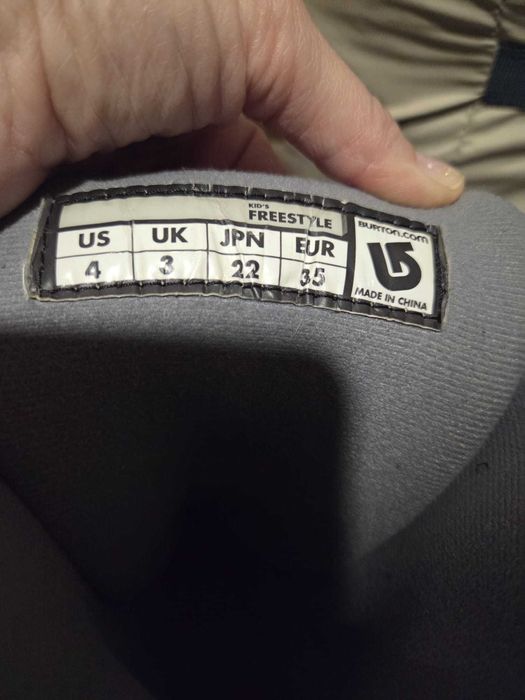 KID'S
FREESTYLE
US UK JPN EUR
4 3 22 35
BURTON.COM
MADE IN CHINA